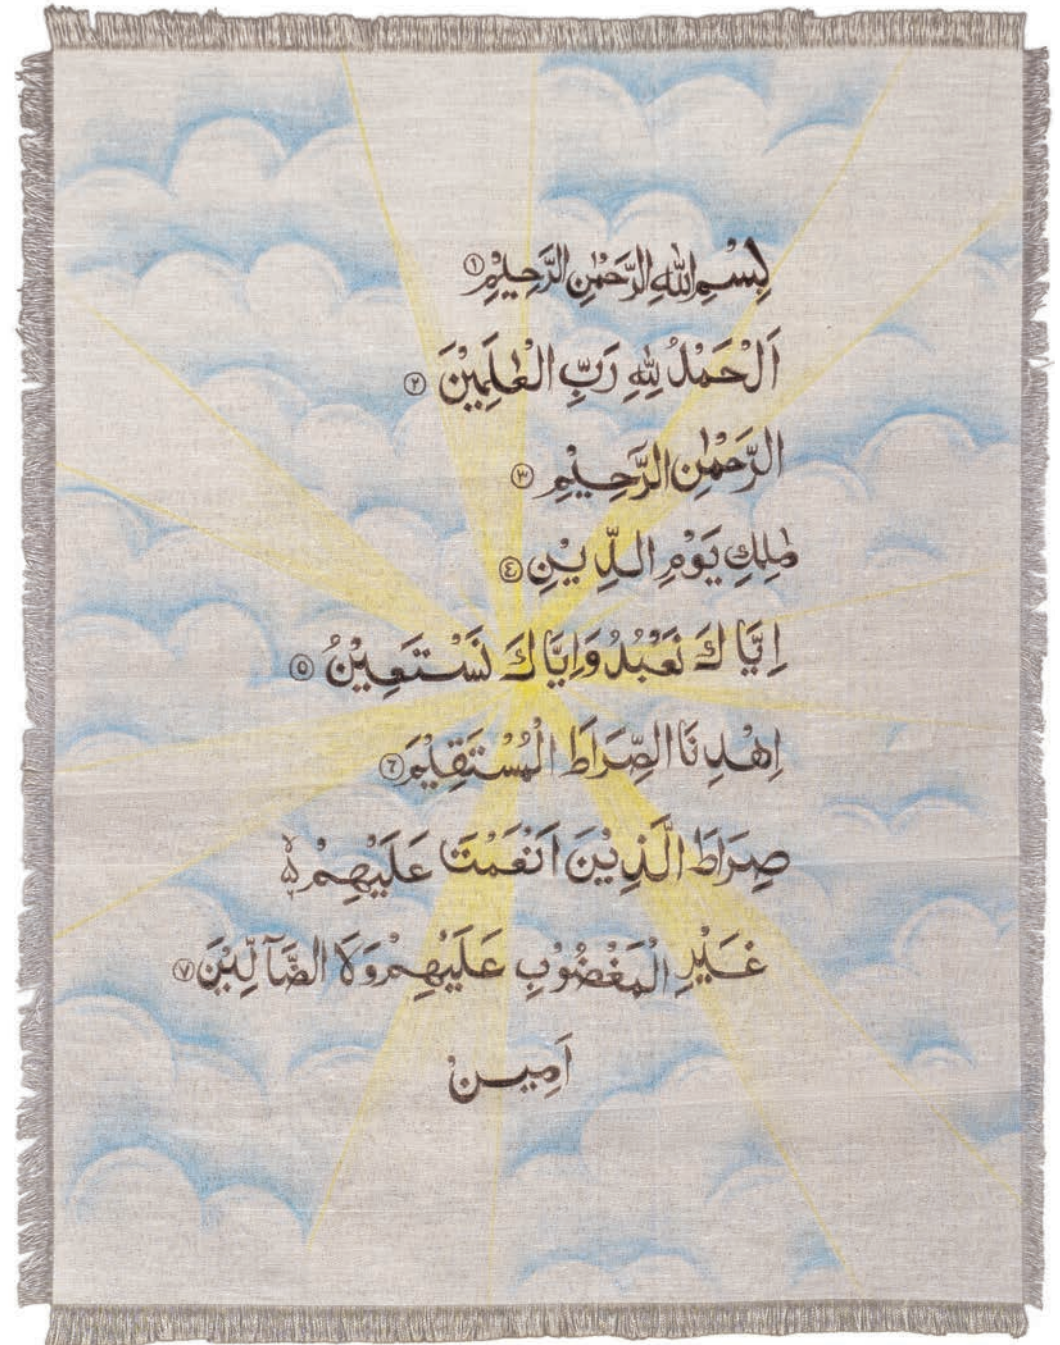 بِسْمِ اللّٰهِ الرَّحْمٰنِ الرَّحِيْمِ ①
اَلْحَمْدُ لِلّٰهِ رَبِّ الْعٰلَمِيْنَ ②
الرَّحْمٰنِ الرَّحِيْمِ ③
مٰلِكِ يَوْمِ الدِّيْنِ ④
اِيَّاكَ نَعْبُدُ وَاِيَّاكَ نَسْتَعِيْنُ ⑤
اِهْدِنَا الصِّرَاطَ الْمُسْتَقِيْمَ ⑥
صِرَاطَ الَّذِيْنَ اَنْعَمْتَ عَلَيْهِمْ
غَيْرِ الْمَغْضُوْبِ عَلَيْهِمْ وَلَا الضَّآلِّيْنَ ⑦
اَمِيـنْ